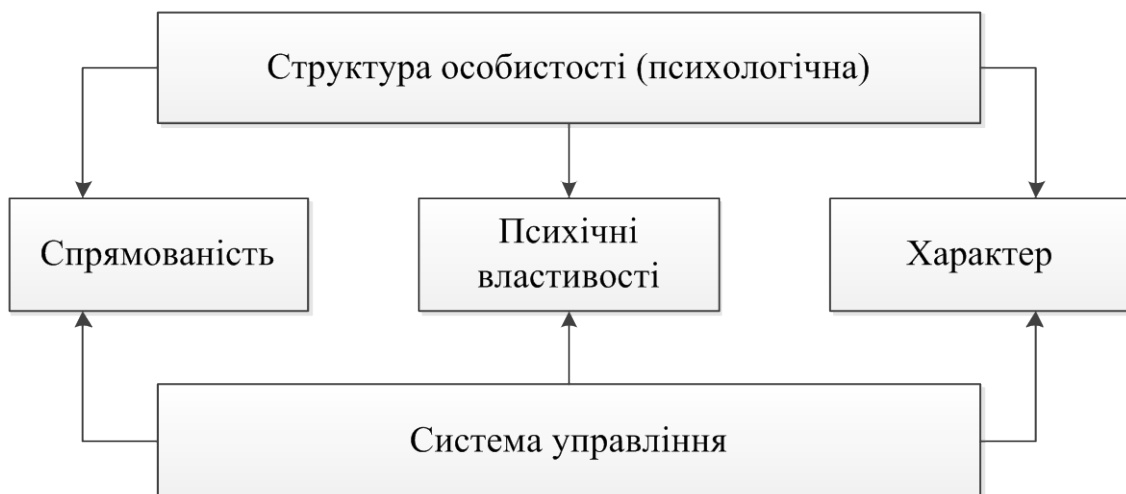 Структура особистості (психологічна)
Спрямованість
Психічні
властивості
Характер
Система управління